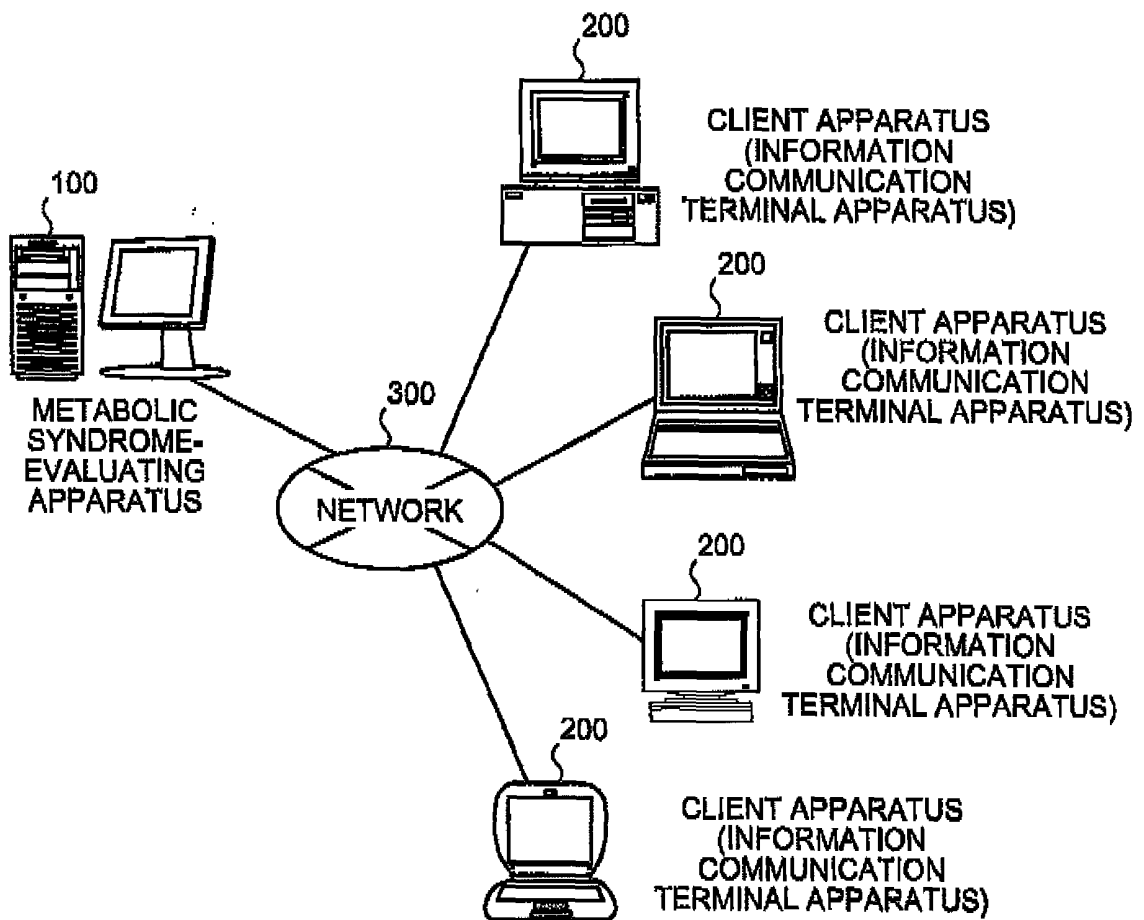 200
CLIENT APPARATUS
(INFORMATION
COMMUNICATION
TERMINAL APPARATUS)
100
METABOLIC
SYNDROME-
EVALUATING
APPARATUS
200
CLIENT APPARATUS
(INFORMATION
COMMUNICATION
TERMINAL APPARATUS)
300
NETWORK
200
CLIENT APPARATUS
(INFORMATION
COMMUNICATION
TERMINAL APPARATUS)
200
CLIENT APPARATUS
(INFORMATION
COMMUNICATION
TERMINAL APPARATUS)